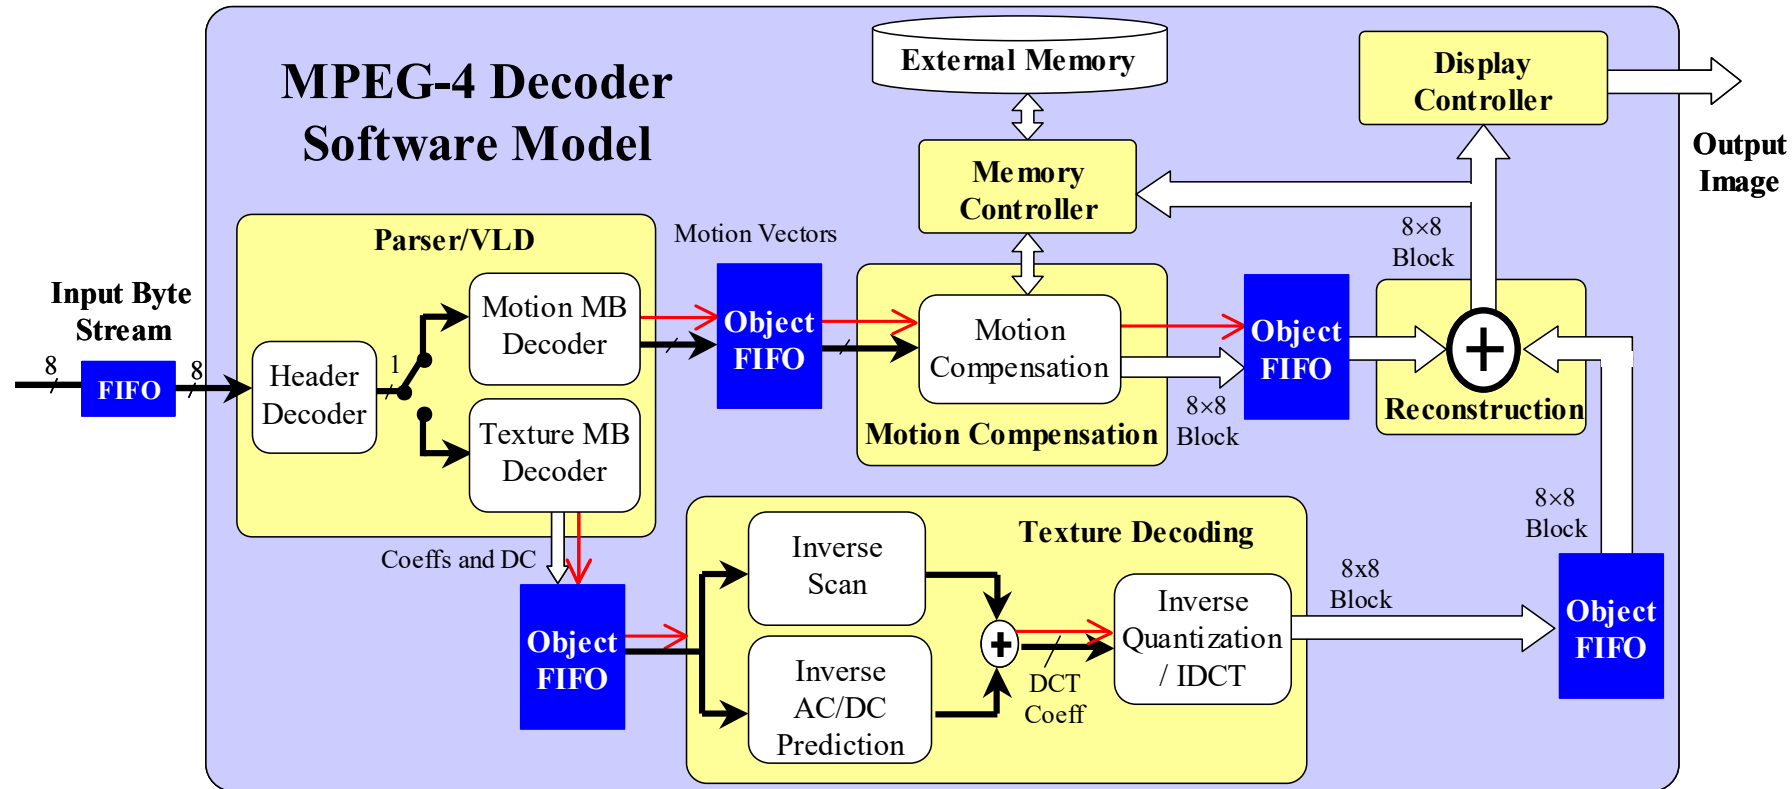 MPEG-4 Decoder
Software Model
External Memory
Display
Controller
Output
Image
Memory
Controller
8×8
Block
Parser/VLD
Motion Vectors
Input Byte
Stream
8
FIFO
8
Header
Decoder
1
Motion MB
Decoder
Texture MB
Decoder
Object
FIFO
Motion
Compensation
Motion Compensation
8×8
Block
Object
FIFO
+
Reconstruction
Coeffs and DC
Object
FIFO
Texture Decoding
Inverse
Scan
Inverse
AC/DC
Prediction
+
DCT
Coeff
Inverse
Quantization
/ IDCT
8x8
Block
8×8
Block
Object
FIFO